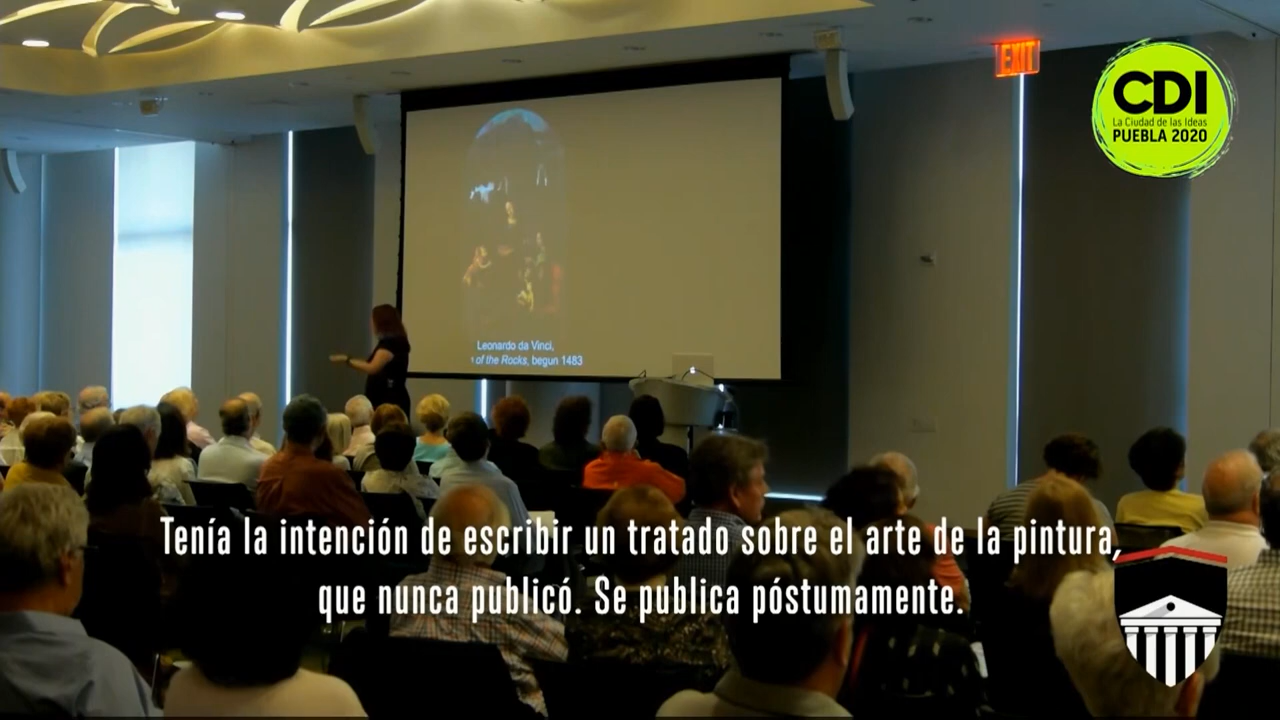 EXIT
CDI
La Ciudad de las Ideas
PUEBLA 2020
Leonardo da Vinci,
of the Rocks, begun 1483
Tenía la intención de escribir un tratado sobre el arte de la pintura,
que nunca publicó. Se publica póstumamente.